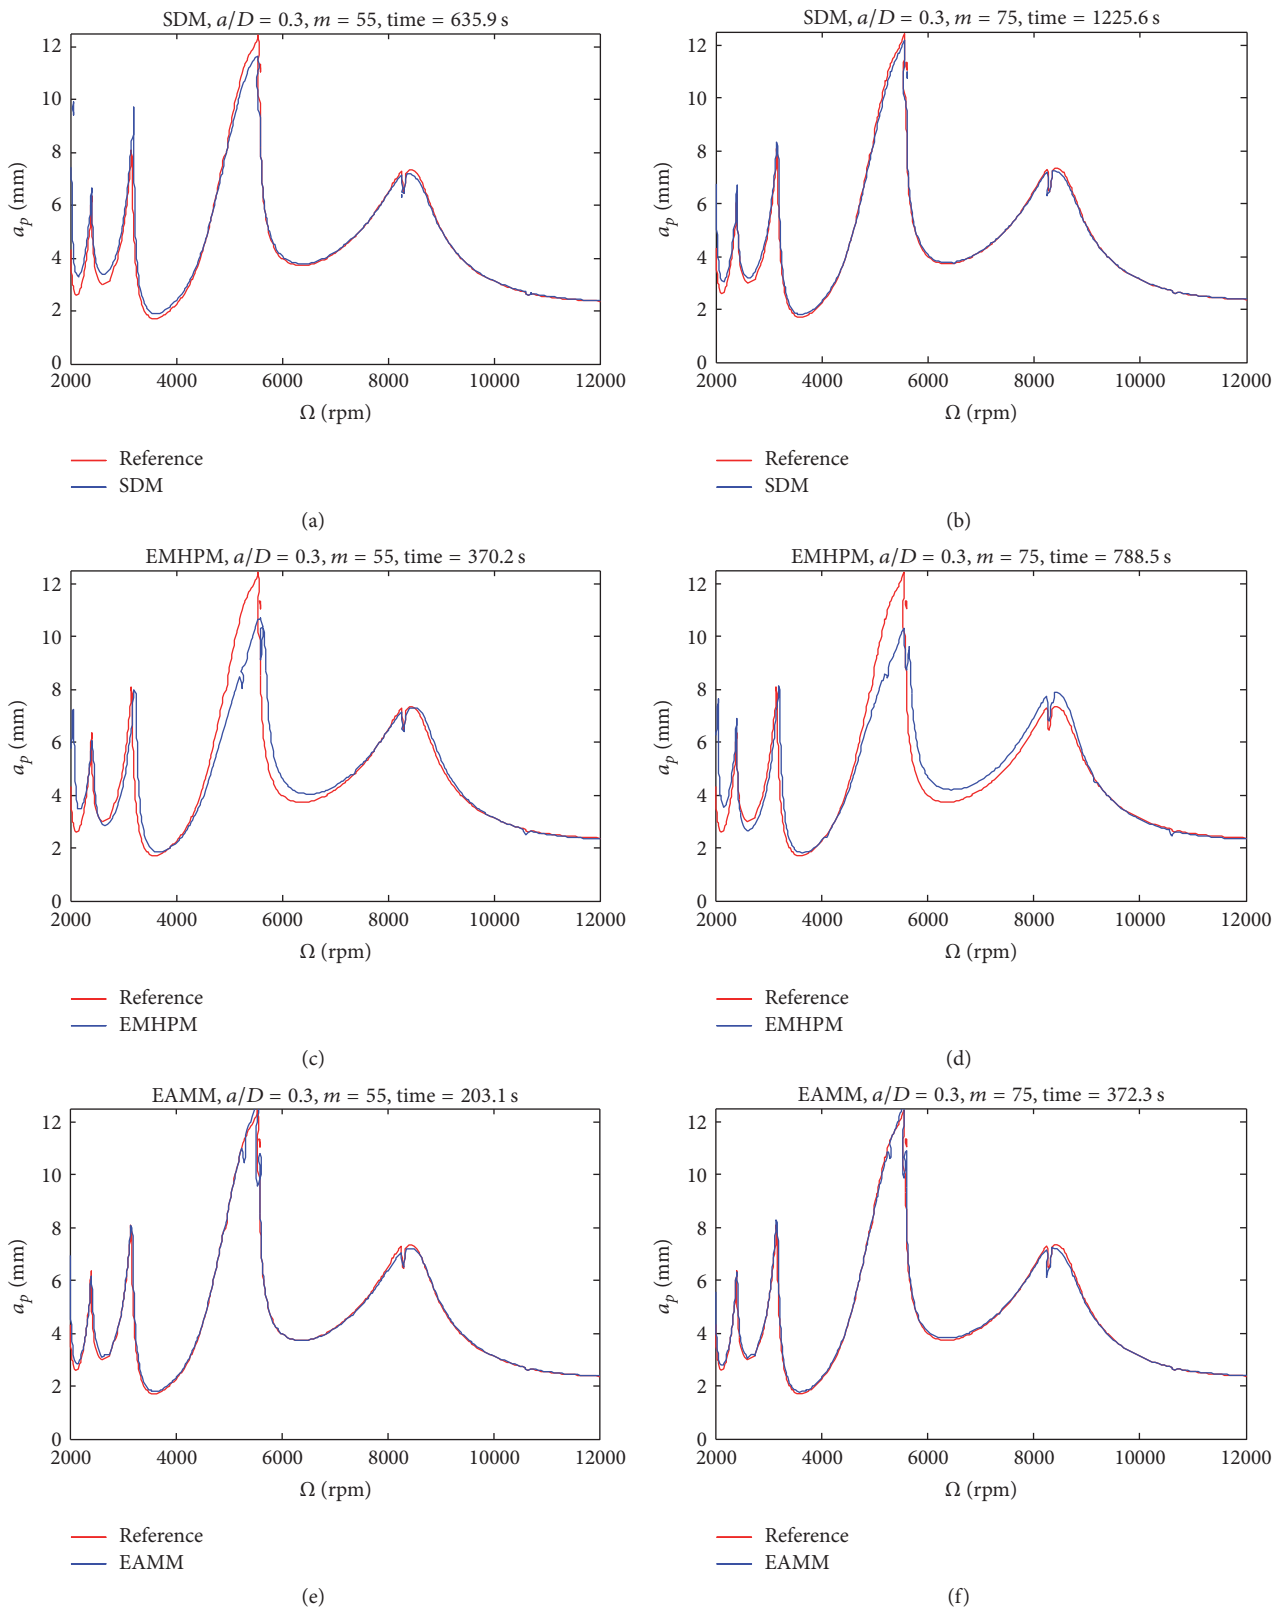 SDM, a/D = 0.3, m = 55, time = 635.9 s
12
10
8
6
4
2
0
a_p (mm)
2000 4000 6000 8000 10000 12000
Ω (rpm)
Reference
SDM
(a)
SDM, a/D = 0.3, m = 75, time = 1225.6 s
12
10
8
6
4
2
0
a_p (mm)
2000 4000 6000 8000 10000 12000
Ω (rpm)
Reference
SDM
(b)
EMHPM, a/D = 0.3, m = 55, time = 370.2 s
12
10
8
6
4
2
0
a_p (mm)
2000 4000 6000 8000 10000 12000
Ω (rpm)
Reference
EMHPM
(c)
EMHPM, a/D = 0.3, m = 75, time = 788.5 s
12
10
8
6
4
2
0
a_p (mm)
2000 4000 6000 8000 10000 12000
Ω (rpm)
Reference
EMHPM
(d)
EAMM, a/D = 0.3, m = 55, time = 203.1 s
12
10
8
6
4
2
0
a_p (mm)
2000 4000 6000 8000 10000 12000
Ω (rpm)
Reference
EAMM
(e)
EAMM, a/D = 0.3, m = 75, time = 372.3 s
12
10
8
6
4
2
0
a_p (mm)
2000 4000 6000 8000 10000 12000
Ω (rpm)
Reference
EAMM
(f)